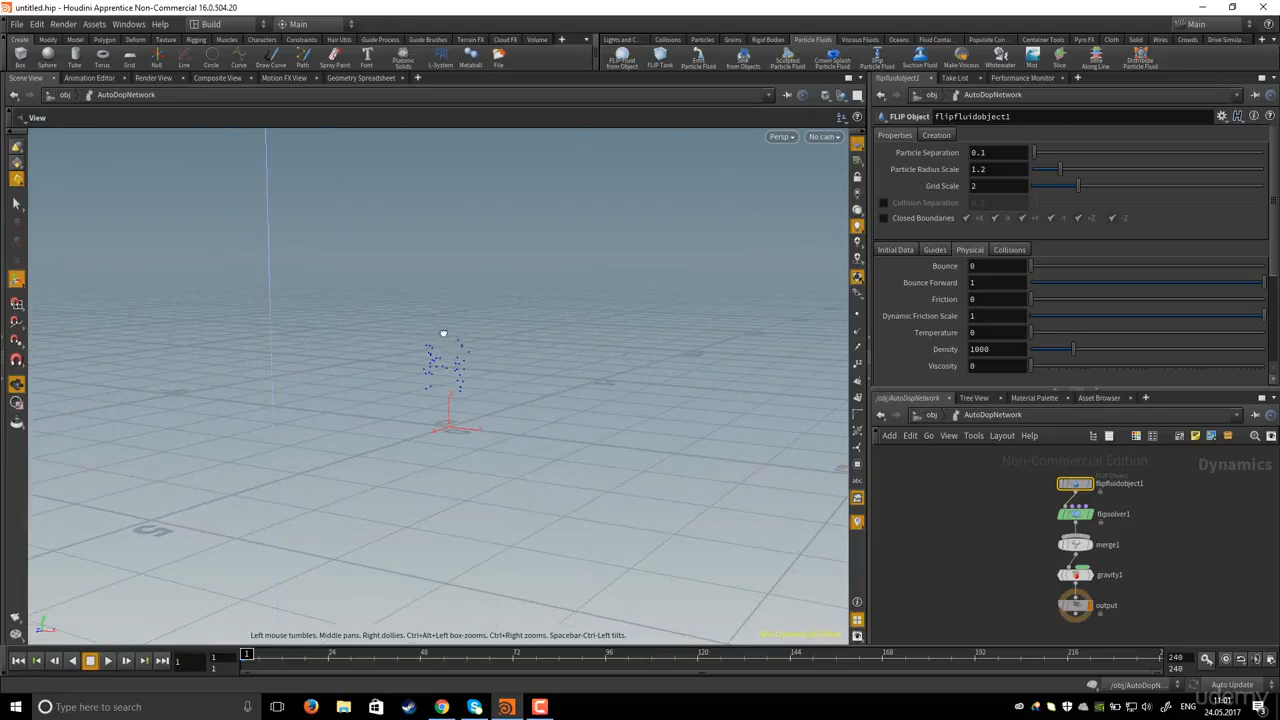 untitled.hip - Houdini Apprentice Non-Commercial 16.0.504.20
File Edit Render Assets Windows Help Build Main Main
Create Modify Model Polygon Deform Texture Rigging Muscles Characters Constraints Hair Utils Guide Process Guide Brushes Terrain FX Cloud FX Volume
Box Sphere Tube Torus Grid Null Line Circle Curve Draw Curve Path Spray Paint Font Platonic Solids L-System Metaball File
Lights and C... Collisions Particles Grains Rigid Bodies Particle Fluids Viscous Fluids Oceans Fluid Contai... Populate Con... Container Tools Pyro FX Cloth Solid Wires Crowds Drive Simula...
FLIP Fluid from Object FLIP Tank Emit Particle Fluid Sink from Objects Sculpted Particle Fluid Crown Splash Particle Fluid Drip Particle Fluid Suction Fluid Make Viscous Whitewater Mist Slice Slice Along Line Distribute Particle Fluid
Scene View Animation Editor Render View Composite View Motion FX View Geometry Spreadsheet
flipfluidobject1 Take List Performance Monitor
obj AutoDopNetwork
obj AutoDopNetwork
View
FLIP Object flipfluidobject1
Persp No cam
Properties Creation
Particle Separation 0.1
Particle Radius Scale 1.2
Grid Scale 2
Collision Separation
Closed Boundaries +X -X +Y -Y +Z -Z
Initial Data Guides Physical Collisions
Bounce 0
Bounce Forward 1
Friction 0
Dynamic Friction Scale 1
Temperature 0
Density 1000
Viscosity 0
5
/obj/AutoDopNetwork Tree View Material Palette Asset Browser
obj AutoDopNetwork
Add Edit Go View Tools Layout Help
Non-Commercial Edition Dynamics
FLIP Object
flipfluidobject1
flipsolver1
merge1
gravity1
output
Left mouse tumbles. Middle pans. Right dollies. Ctrl+Alt+Left box-zooms. Ctrl+Right zooms. Spacebar-Ctrl-Left tilts.
1 1 1 1 24 48 72 96 120 144 168 192 216 2 240 240
/obj/AutoDopN... Auto Update
udemy
Type here to search
11:01
24.05.2017